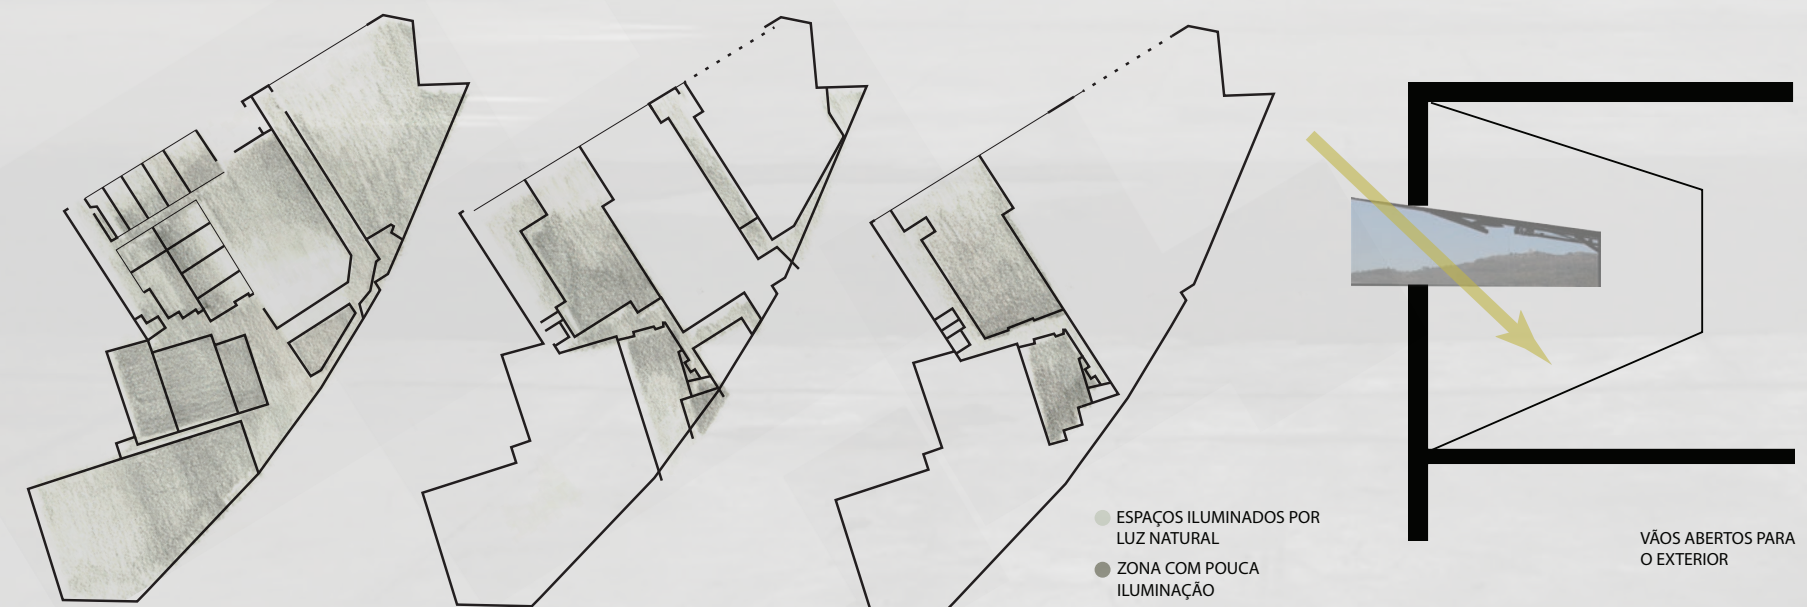 ESPAÇOS ILUMINADOS POR
LUZ NATURAL
ZONA COM POUCA
ILUMINAÇÃO
VÃOS ABERTOS PARA
O EXTERIOR